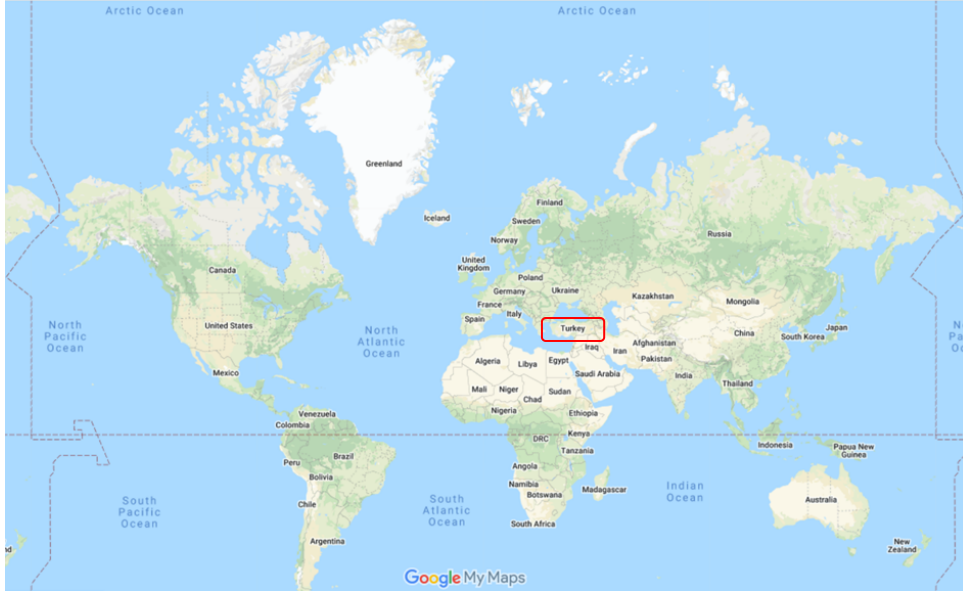 Arctic Ocean
Arctic Ocean
Greenland
Iceland
Finland
Sweden
Norway
Russia
United
Kingdom
Poland
Germany
Ukraine
France
Italy
Spain
Turkey
Kazakhstan
Mongolia
Canada
United States
North
Pacific
Ocean
North
Atlantic
Ocean
Mexico
Algeria
Libya
Egypt
Iraq
Iran
Afghanistan
Pakistan
Saudi Arabia
India
China
South Korea
Japan
Thailand
Mali
Niger
Chad
Sudan
Nigeria
Ethiopia
Venezuela
Colombia
DRC
Kenya
Tanzania
Indonesia
Papua New
Guinea
Peru
Brazil
Bolivia
Angola
Namibia
Botswana
Madagascar
Indian
Ocean
Australia
South
Pacific
Ocean
Chile
South
Atlantic
Ocean
South Africa
Argentina
New
Zealand
Google My Maps